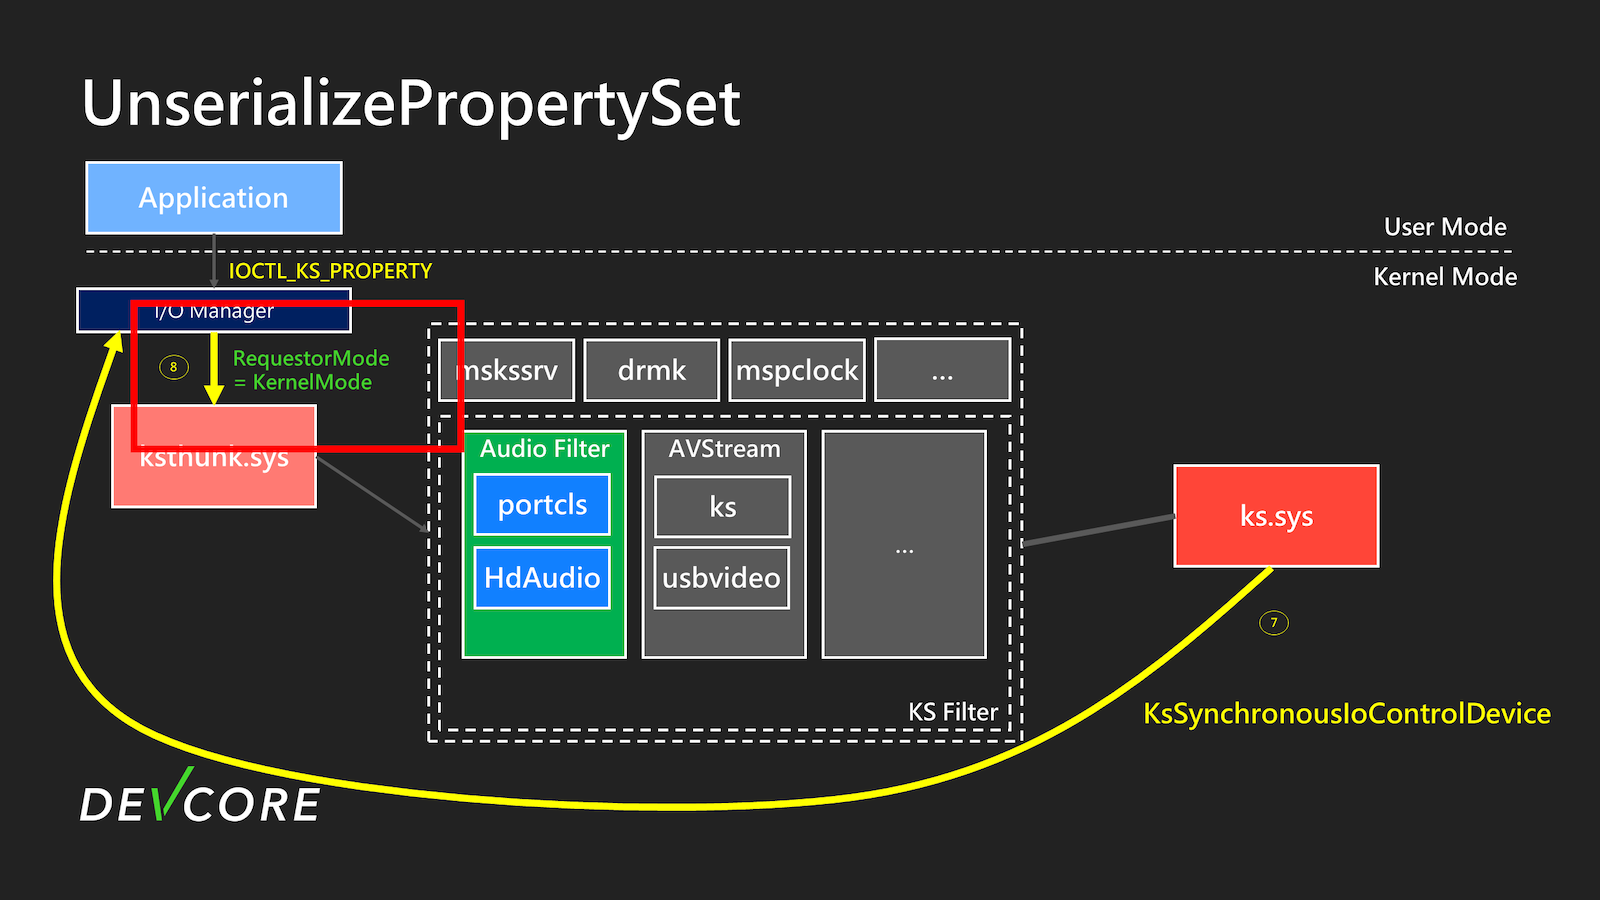 UnserializePropertySet
Application
User Mode
IOCTL_KS_PROPERTY
Kernel Mode
I/O Manager
8
RequestorMode
= KernelMode
mskssrv
drmk
mspclock
...
ksthunk.sys
Audio Filter
AVStream
portcls
ks
...
ks.sys
HdAudio
usbvideo
7
KS Filter
KsSynchronousIoControlDevice
DEVCORE